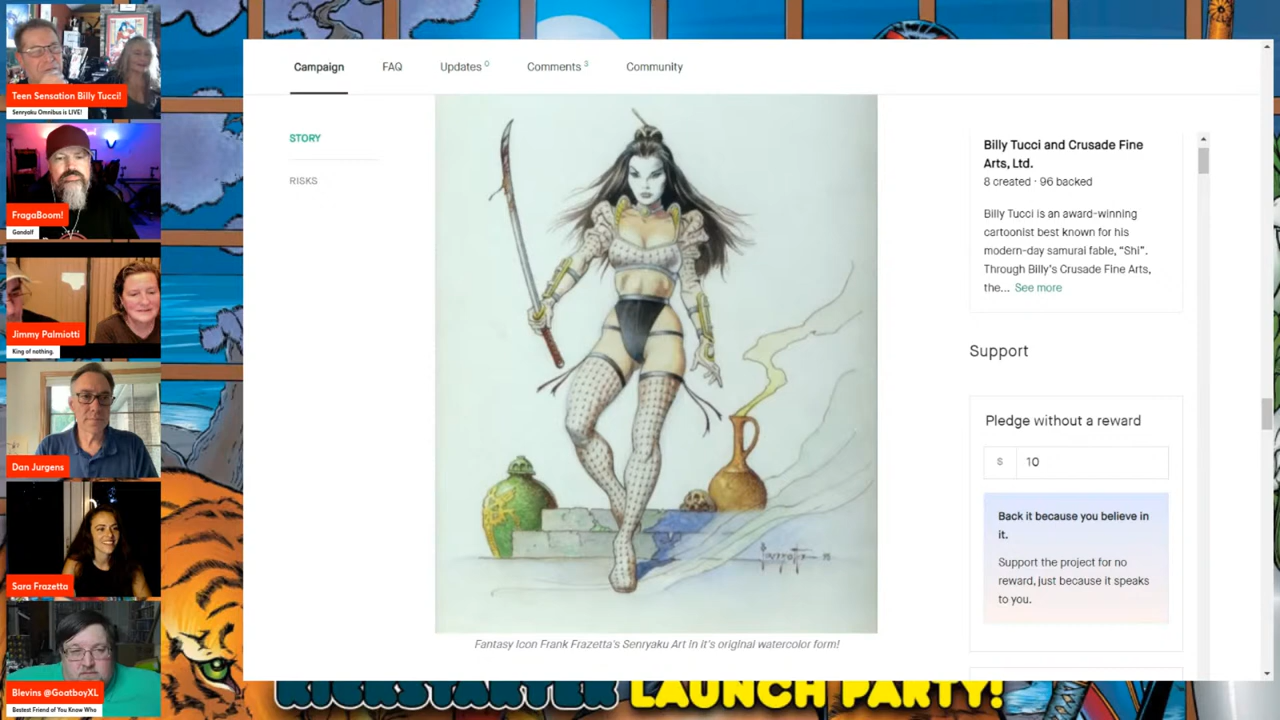 Teen Sensation Billy Tucci!
Senryaku Omnibus is LIVE!
FragaBoom!
Gandalf
Jimmy Palmiotti
King of nothing.
Dan Jurgens
Sara Frazetta
Blevins @GoatboyXL
Bestest Friend of You Know Who
Campaign
FAQ
Updates 0
Comments 3
Community
STORY
RISKS
Fantasy Icon Frank Frazetta's Senryaku Art in it's original watercolor form!
Billy Tucci and Crusade Fine
Arts, Ltd.
8 created · 96 backed
Billy Tucci is an award-winning
cartoonist best known for his
modern-day samurai fable, “Shi”.
Through Billy's Crusade Fine Arts,
the... See more
Support
Pledge without a reward
$ 10
Back it because you believe in
it.
Support the project for no
reward, just because it speaks
to you.
KICKSTARTER LAUNCH PARTY!